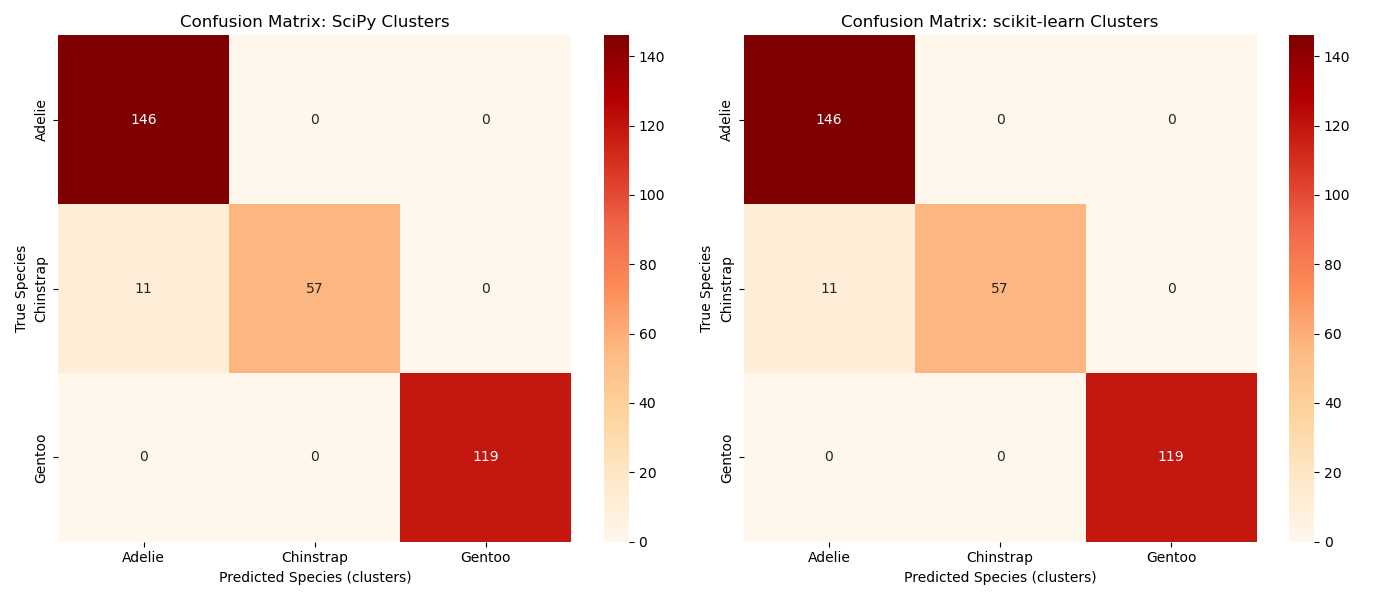 Confusion Matrix: SciPy Clusters
True Species
Adelie
Chinstrap
Gentoo
146 0 0
11 57 0
0 0 119
Adelie Chinstrap Gentoo
Predicted Species (clusters)
140
120
100
80
60
40
20
0
Confusion Matrix: scikit-learn Clusters
True Species
Adelie
Chinstrap
Gentoo
146 0 0
11 57 0
0 0 119
Adelie Chinstrap Gentoo
Predicted Species (clusters)
140
120
100
80
60
40
20
0